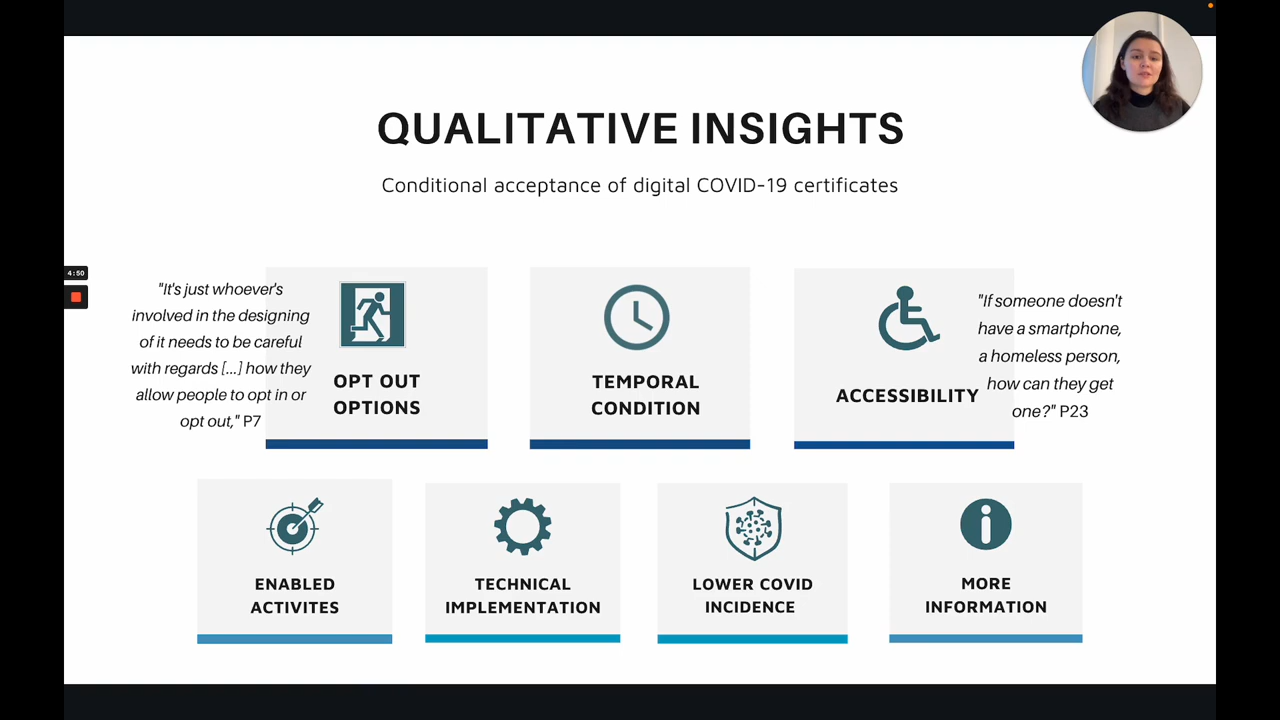 QUALITATIVE INSIGHTS
Conditional acceptance of digital COVID-19 certificates
4:50
"It's just whoever's
involved in the designing
of it needs to be careful
with regards [...] how they
allow people to opt in or
opt out," P7
OPT OUT
OPTIONS
TEMPORAL
CONDITION
ACCESSIBILITY
"If someone doesn't
have a smartphone,
a homeless person,
how can they get
one?" P23
ENABLED
ACTIVITES
TECHNICAL
IMPLEMENTATION
LOWER COVID
INCIDENCE
MORE
INFORMATION